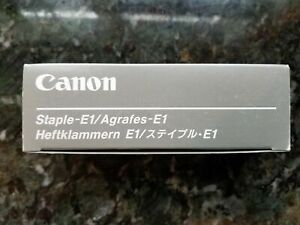 Canon
Staple-E1/Agrafes-E1
Heftklammern E1/ステイプル・E1